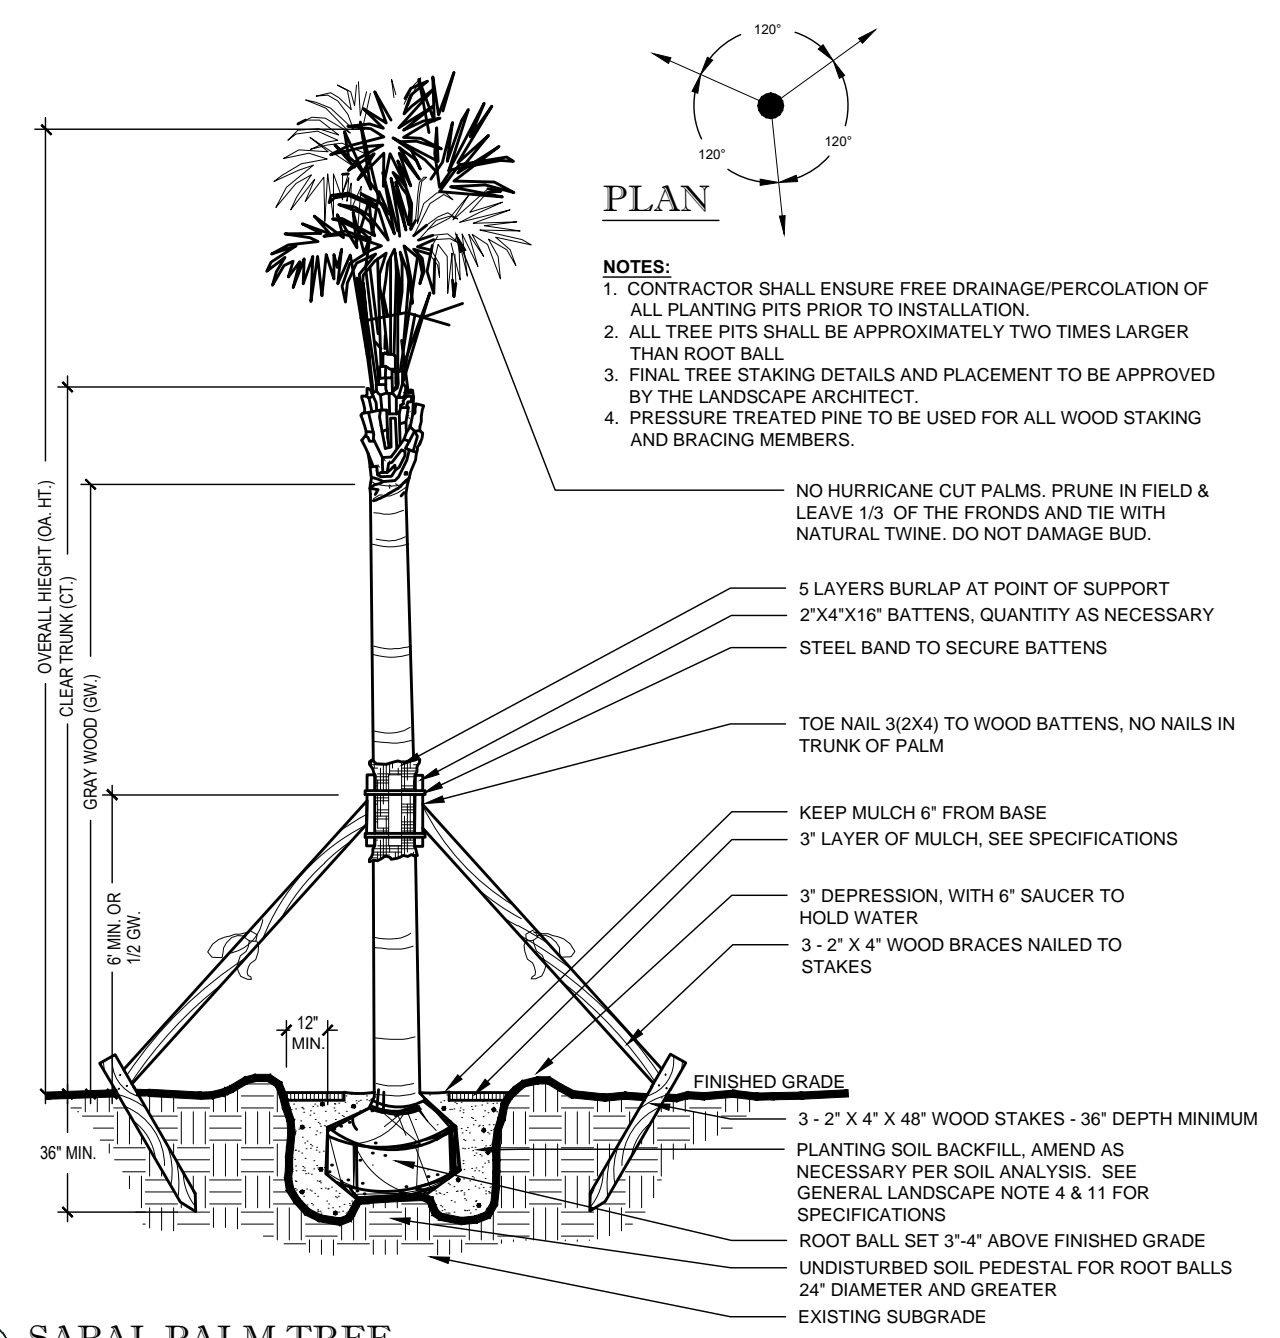 120°
120°
120°
PLAN
NOTES:
1. CONTRACTOR SHALL ENSURE FREE DRAINAGE/PERCOLATION OF
ALL PLANTING PITS PRIOR TO INSTALLATION.
2. ALL TREE PITS SHALL BE APPROXIMATELY TWO TIMES LARGER
THAN ROOT BALL
3. FINAL TREE STAKING DETAILS AND PLACEMENT TO BE APPROVED
BY THE LANDSCAPE ARCHITECT.
4. PRESSURE TREATED PINE TO BE USED FOR ALL WOOD STAKING
AND BRACING MEMBERS.
NO HURRICANE CUT PALMS. PRUNE IN FIELD &
LEAVE 1/3 OF THE FRONDS AND TIE WITH
NATURAL TWINE. DO NOT DAMAGE BUD.
5 LAYERS BURLAP AT POINT OF SUPPORT
2"X4"X16" BATTENS, QUANTITY AS NECESSARY
STEEL BAND TO SECURE BATTENS
TOE NAIL 3(2X4) TO WOOD BATTENS, NO NAILS IN
TRUNK OF PALM
KEEP MULCH 6" FROM BASE
3" LAYER OF MULCH, SEE SPECIFICATIONS
3" DEPRESSION, WITH 6" SAUCER TO
HOLD WATER
3 - 2" X 4" WOOD BRACES NAILED TO
STAKES
FINISHED GRADE
3 - 2" X 4" X 48" WOOD STAKES - 36" DEPTH MINIMUM
PLANTING SOIL BACKFILL, AMEND AS
NECESSARY PER SOIL ANALYSIS. SEE
GENERAL LANDSCAPE NOTE 4 & 11 FOR
SPECIFICATIONS
ROOT BALL SET 3"-4" ABOVE FINISHED GRADE
UNDISTURBED SOIL PEDESTAL FOR ROOT BALLS
24" DIAMETER AND GREATER
EXISTING SUBGRADE
OVERALL HIEGHT (OA. HT.)
CLEAR TRUNK (CT.)
GRAY WOOD (GW.)
6' MIN. OR
1/2 GW.
12"
MIN.
36" MIN.
SABAL PALM TREE